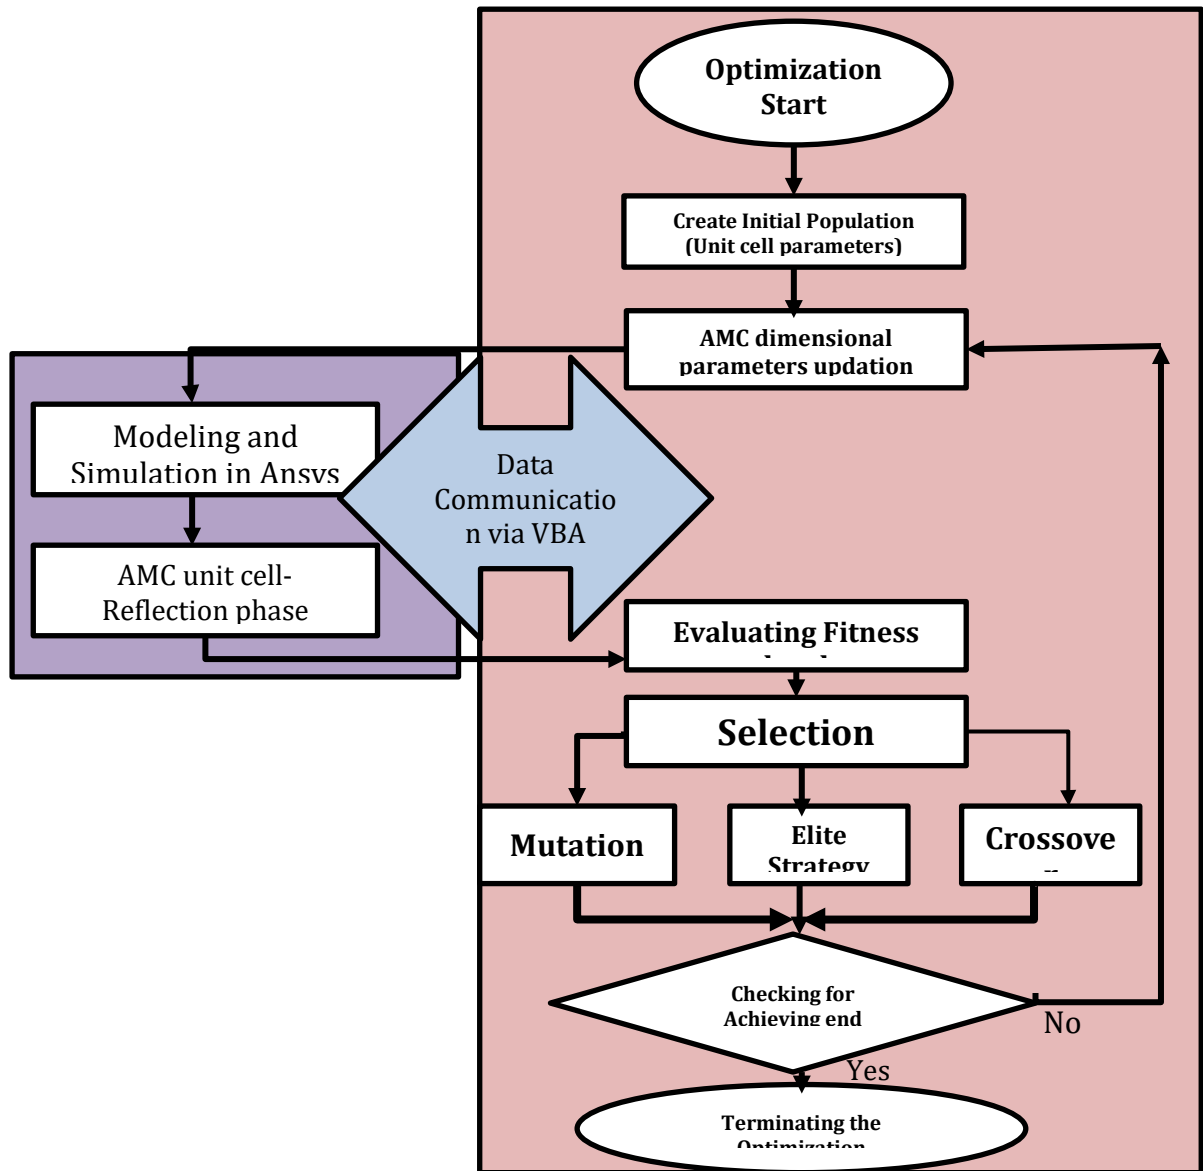 Optimization
Start
Create Initial Population
(Unit cell parameters)
AMC dimensional
parameters updation
Modeling and
Simulation in Ansys
Data
Communicatio
n via VBA
AMC unit cell-
Reflection phase
Evaluating Fitness
Selection
Mutation
Elite
Strategy
Crossove
r
Checking for
Achieving end
No
Yes
Terminating the
Optimization